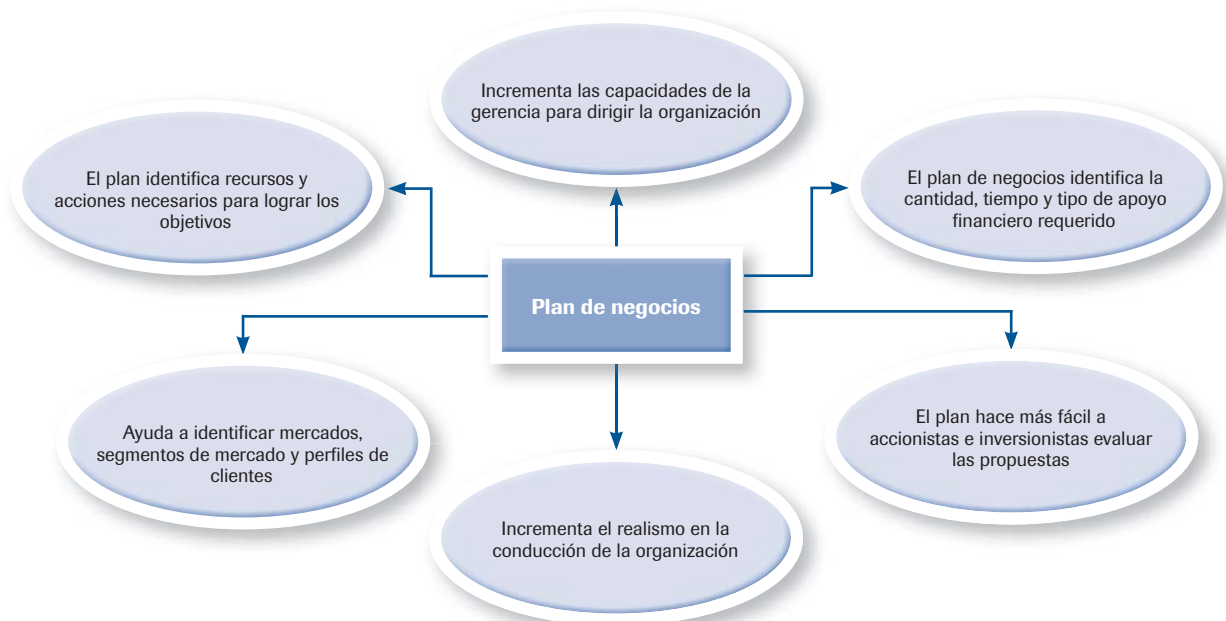 Incrementa las capacidades de la
gerencia para dirigir la organización
El plan identifica recursos y
acciones necesarios para lograr los
objetivos
El plan de negocios identifica la
cantidad, tiempo y tipo de apoyo
financiero requerido
Plan de negocios
Ayuda a identificar mercados,
segmentos de mercado y perfiles de
clientes
El plan hace más fácil a
accionistas e inversionistas evaluar
las propuestas
Incrementa el realismo en la
conducción de la organización